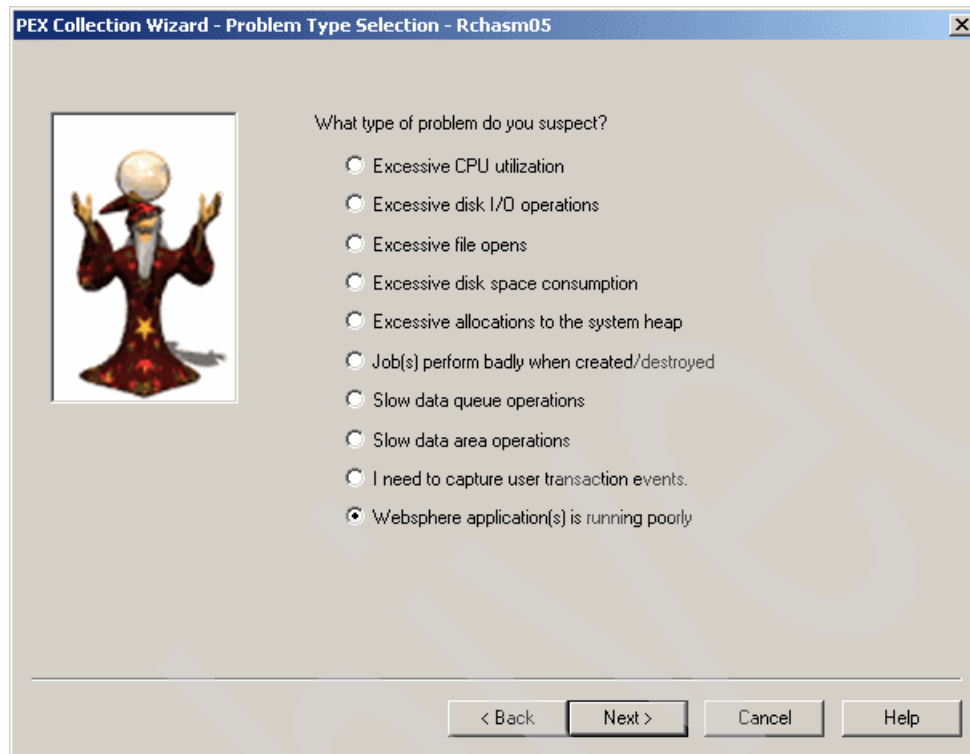 PEX Collection Wizard - Problem Type Selection - Rchasm05
What type of problem do you suspect?
Excessive CPU utilization
Excessive disk I/O operations
Excessive file opens
Excessive disk space consumption
Excessive allocations to the system heap
Job(s) perform badly when created/destroyed
Slow data queue operations
Slow data area operations
I need to capture user transaction events.
Websphere application(s) is running poorly
< Back
Next >
Cancel
Help